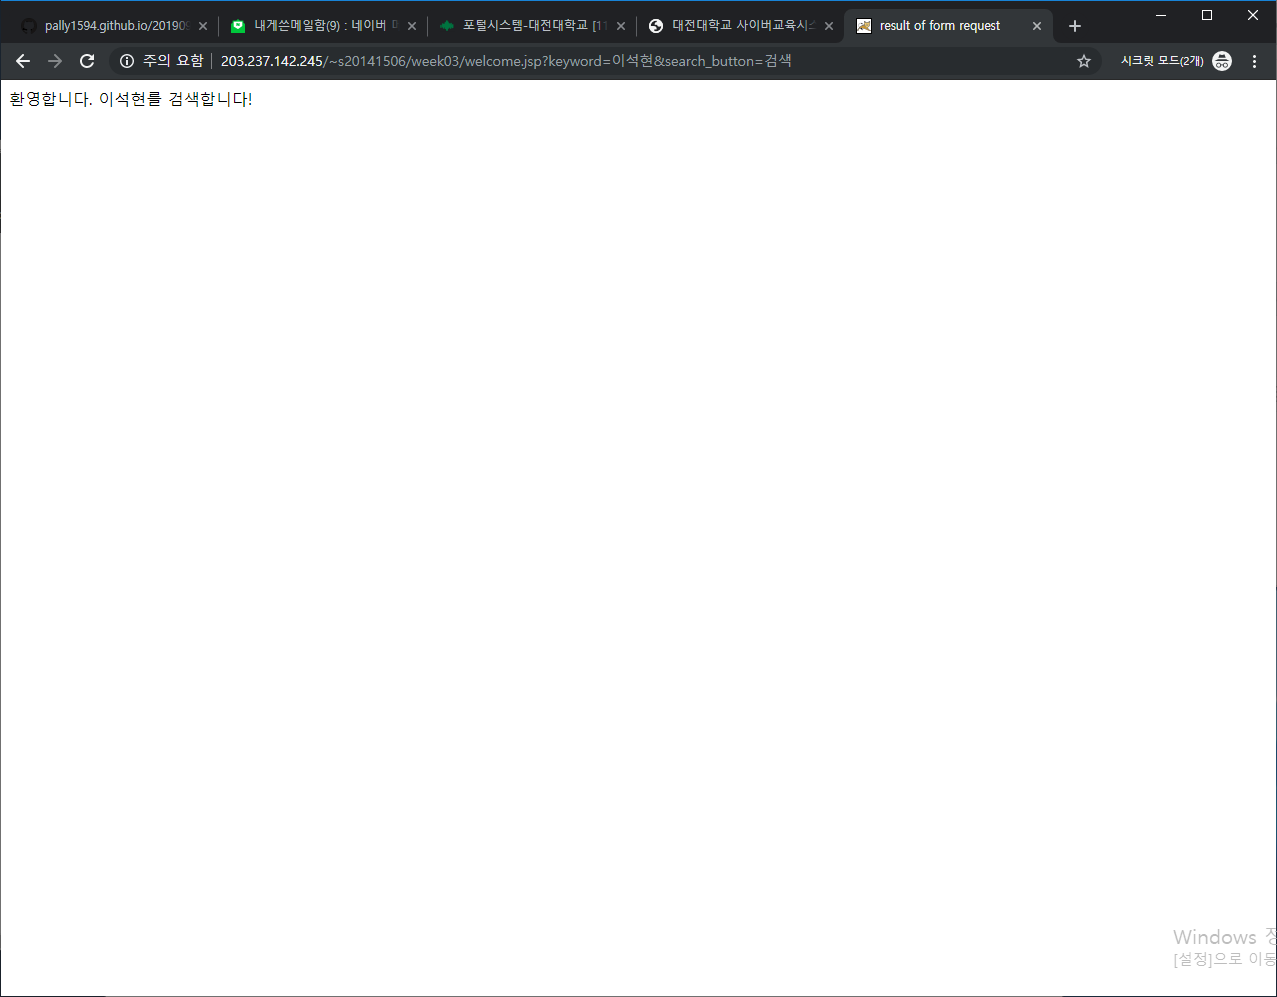 pally1594.github.io/20190
내게쓴메일함(9) : 네이버
포털시스템-대전대학교 [11
대전대학교 사이버교육시스
result of form request
주의 요함
203.237.142.245/~s20141506/week03/welcome.jsp?keyword=이석현&search_button=검색
시크릿 모드(2개)
환영합니다. 이석현를 검색합니다!
Windows 정
[설정]으로 이동